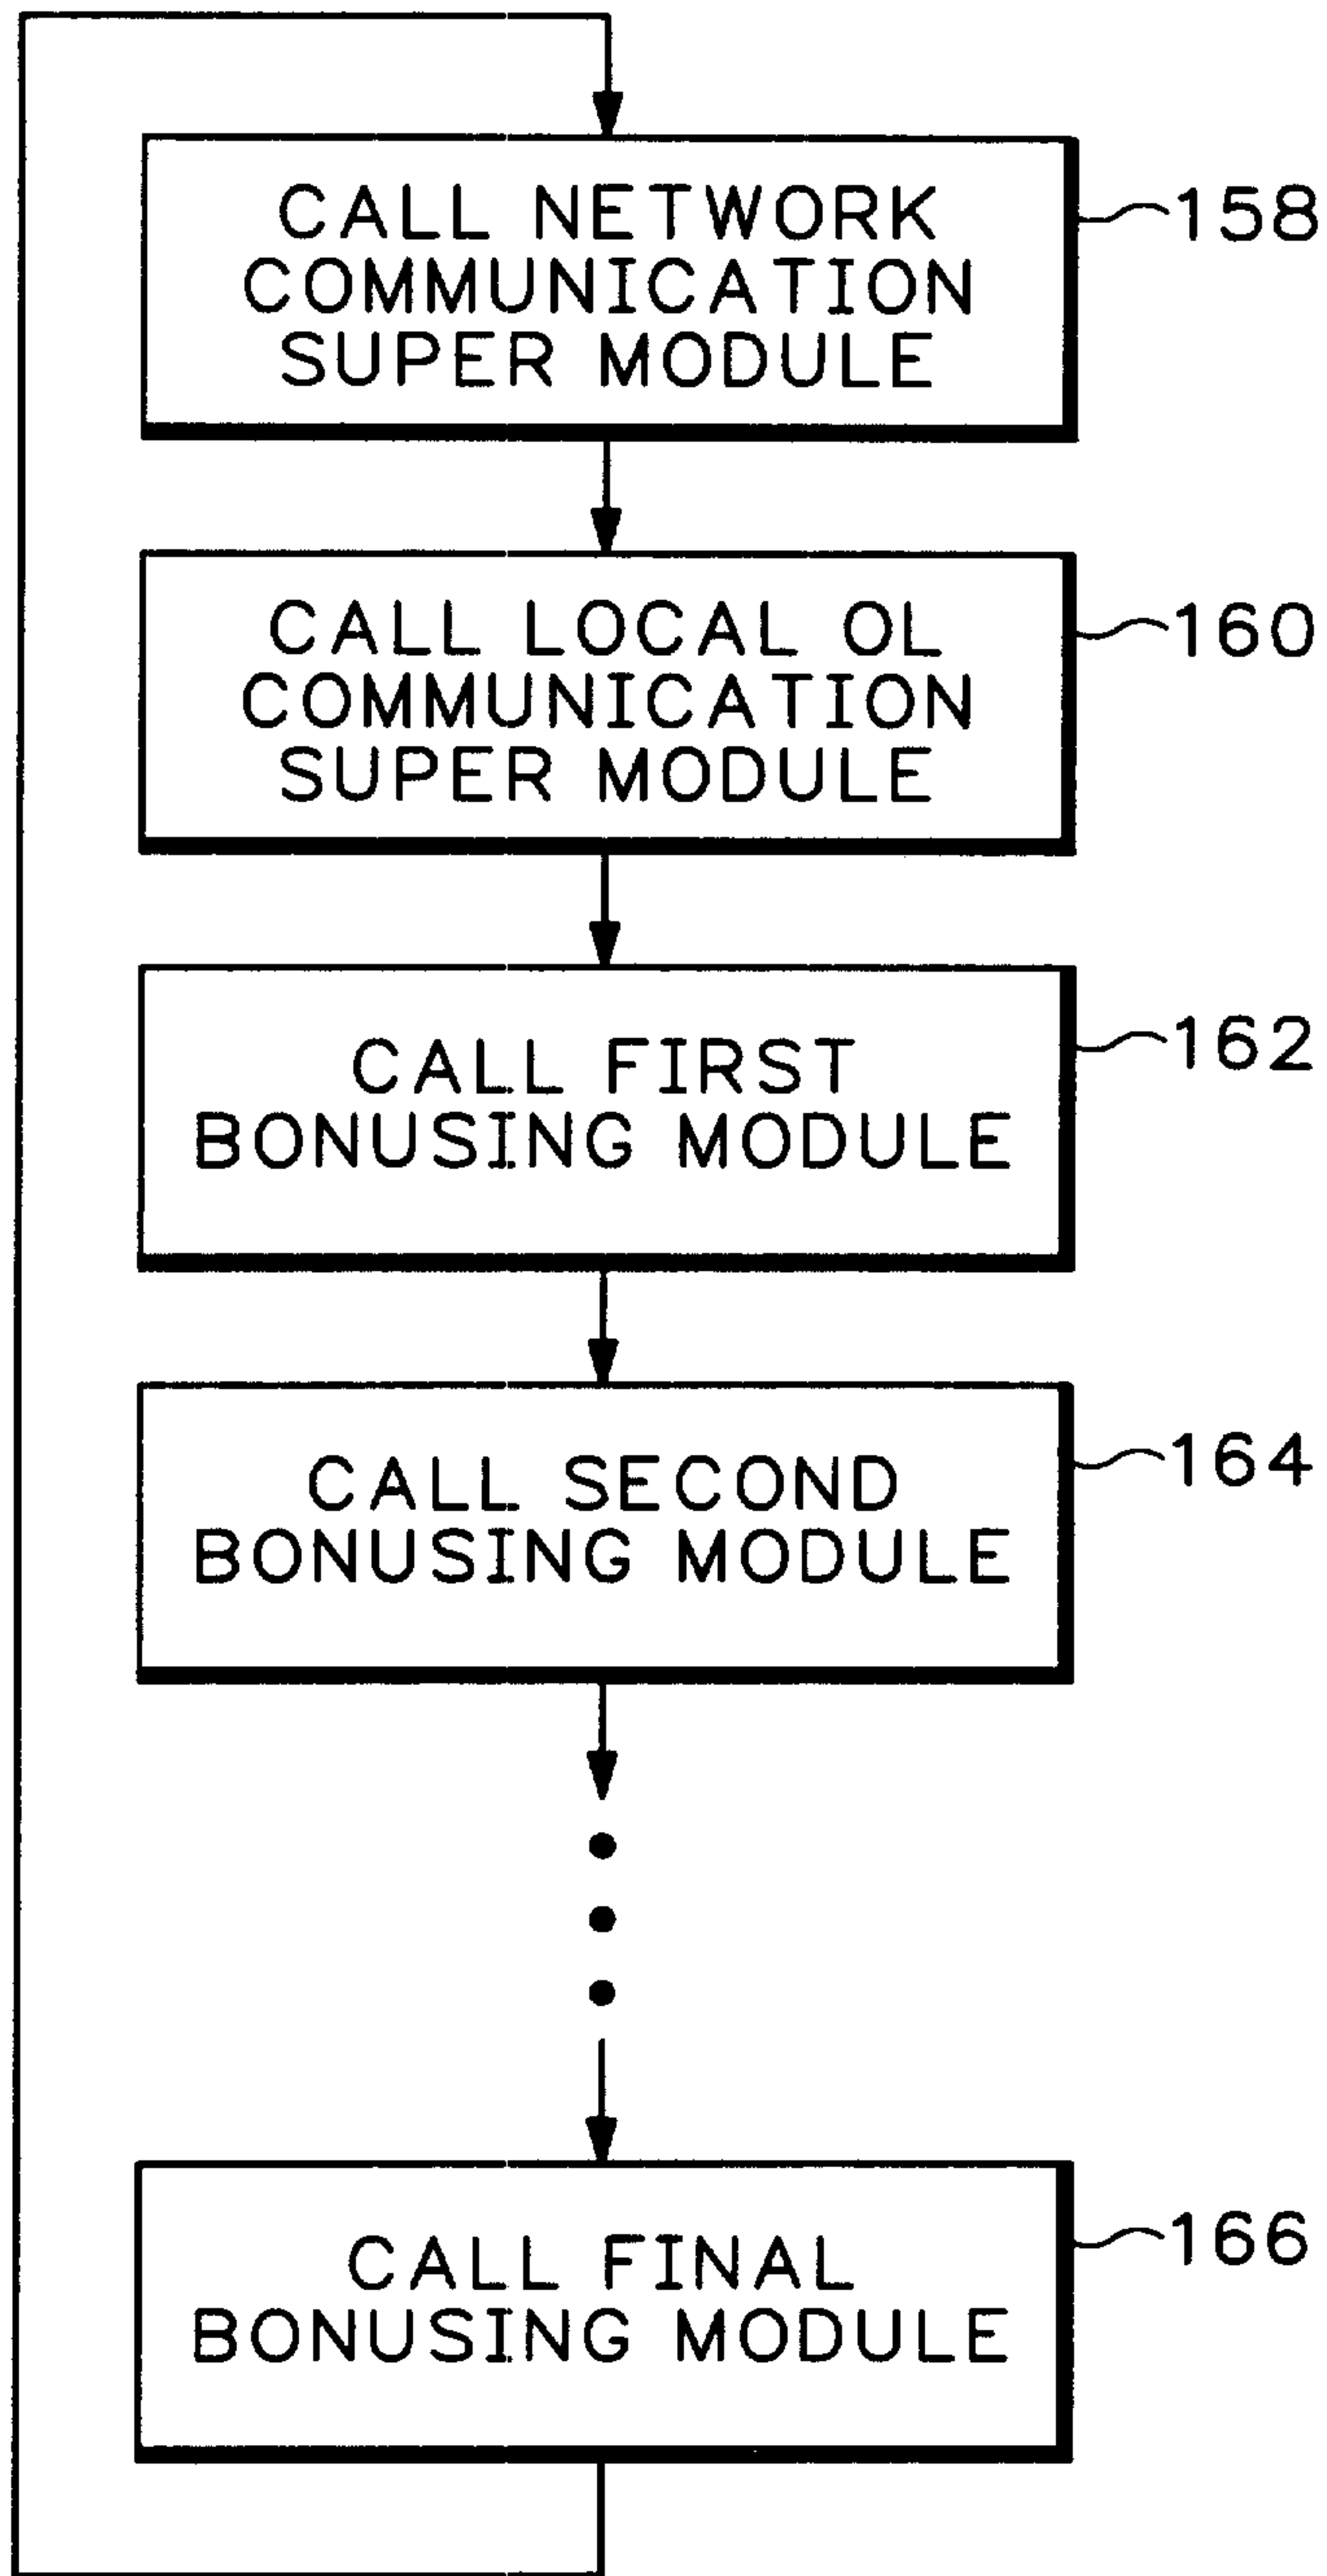 CALL NETWORK
COMMUNICATION
SUPER MODULE
158
CALL LOCAL OL
COMMUNICATION
SUPER MODULE
160
CALL FIRST
BONUSING MODULE
162
CALL SECOND
BONUSING MODULE
164
CALL FINAL
BONUSING MODULE
166